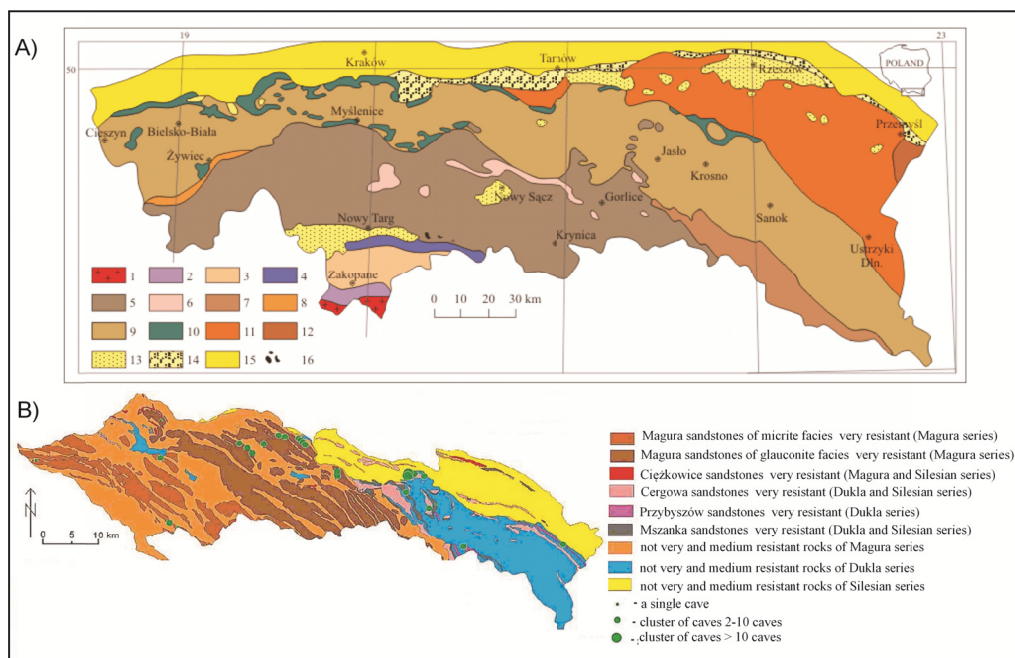 A)
19
23
50
Kraków
Tarńów
Rzeszów
POLAND
Przemyśl
Cieszyn
Bielsko-Biała
Myślenice
Żywiec
Jasło
Krosno
Nowy Sącz
Gorlice
Sanok
Nowy Targ
Krynica
Ustrzyki
Dln.
Zakopane
1 2 3 4
5 6 7 8
9 10 11 12
13 14 15 16
0 10 20 30 km
B)
N
0 5 10 km
Magura sandstones of micrite facies very resistant (Magura series)
Magura sandstones of glauconite facies very resistant (Magura series)
Ciężkowice sandstones very resistant (Magura and Silesian series)
Cergowa sandstones very resistant (Dukla and Silesian series)
Przybyszów sandstones very resistant (Dukla series)
Mszanka sandstones very resistant (Dukla and Silesian series)
not very and medium resistant rocks of Magura series
not very and medium resistant rocks of Dukla series
not very and medium resistant rocks of Silesian series
- a single cave
- cluster of caves 2-10 caves
- cluster of caves > 10 caves